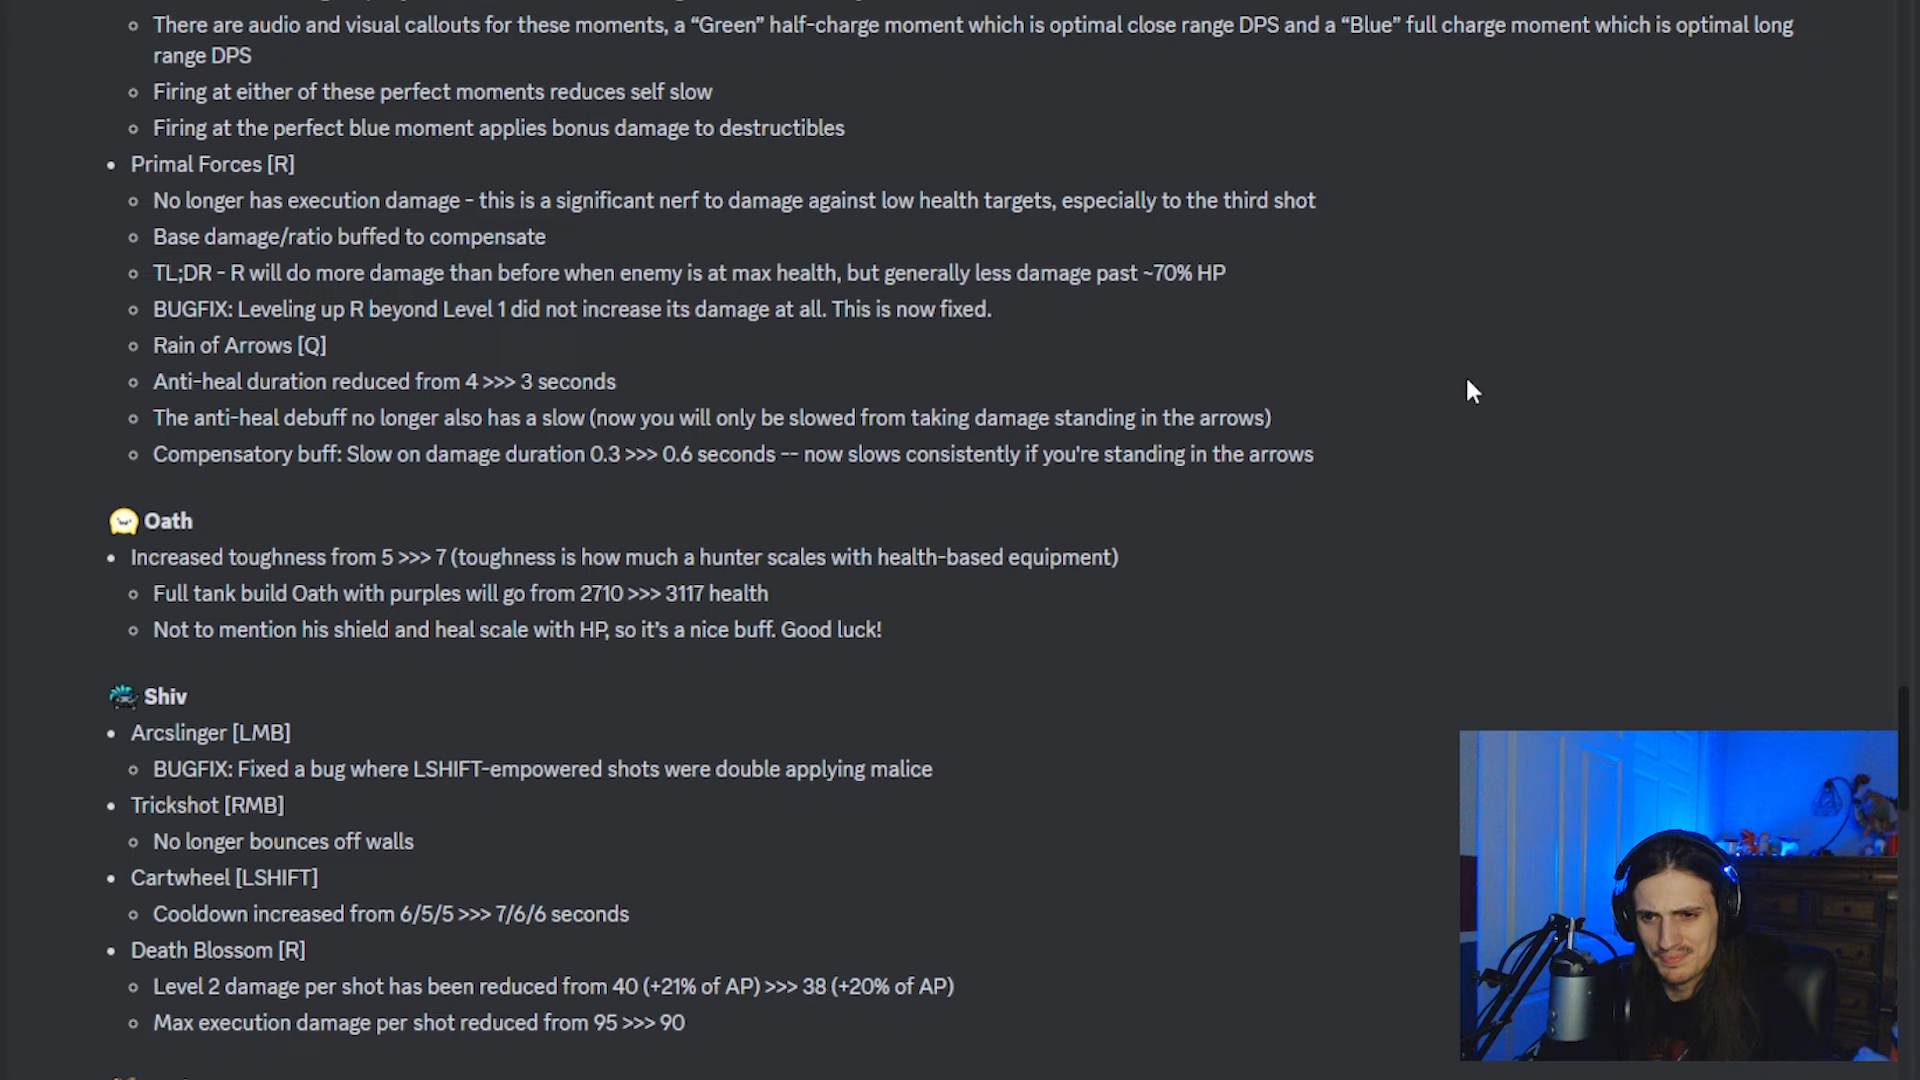 There are audio and visual callouts for these moments, a “Green” half-charge moment which is optimal close range DPS and a “Blue” full charge moment which is optimal long
range DPS
Firing at either of these perfect moments reduces self slow
Firing at the perfect blue moment applies bonus damage to destructibles
Primal Forces [R]
No longer has execution damage - this is a significant nerf to damage against low health targets, especially to the third shot
Base damage/ratio buffed to compensate
TL;DR - R will do more damage than before when enemy is at max health, but generally less damage past ~70% HP
BUGFIX: Leveling up R beyond Level 1 did not increase its damage at all. This is now fixed.
Rain of Arrows [Q]
Anti-heal duration reduced from 4 >>> 3 seconds
The anti-heal debuff no longer also has a slow (now you will only be slowed from taking damage standing in the arrows)
Compensatory buff: Slow on damage duration 0.3 >>> 0.6 seconds -- now slows consistently if you're standing in the arrows
Oath
Increased toughness from 5 >>> 7 (toughness is how much a hunter scales with health-based equipment)
Full tank build Oath with purples will go from 2710 >>> 3117 health
Not to mention his shield and heal scale with HP, so it’s a nice buff. Good luck!
Shiv
Arcslinger [LMB]
BUGFIX: Fixed a bug where LSHIFT-empowered shots were double applying malice
Trickshot [RMB]
No longer bounces off walls
Cartwheel [LSHIFT]
Cooldown increased from 6/5/5 >>> 7/6/6 seconds
Death Blossom [R]
Level 2 damage per shot has been reduced from 40 (+21% of AP) >>> 38 (+20% of AP)
Max execution damage per shot reduced from 95 >>> 90